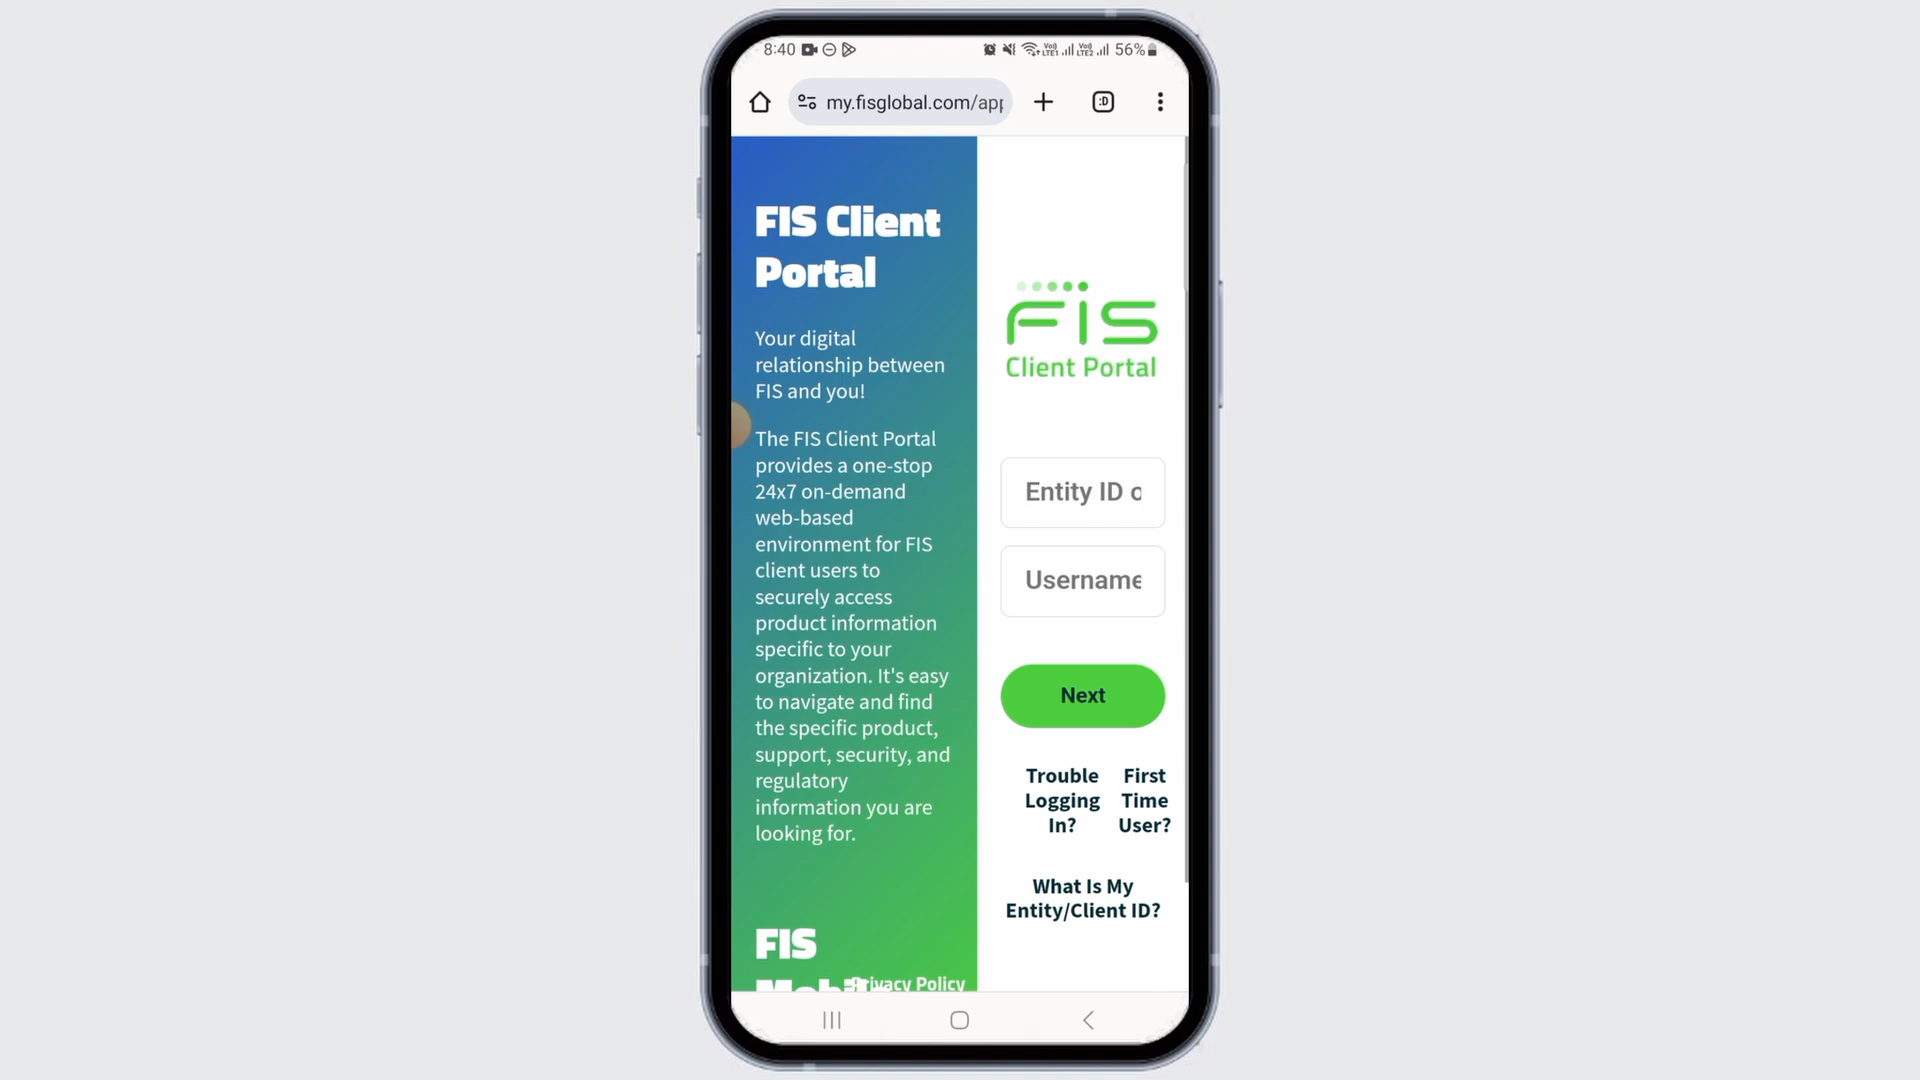 8:40
VoLTE1 VoLTE2 56%
my.fisglobal.com/app
:D
FIS Client
Portal
Your digital
relationship between
FIS and you!
The FIS Client Portal
provides a one-stop
24x7 on-demand
web-based
environment for FIS
client users to
securely access
product information
specific to your
organization. It's easy
to navigate and find
the specific product,
support, security, and
regulatory
information you are
looking for.
FIS
Mobile
Privacy Policy
FIS
Client Portal
Entity ID o
Username
Next
Trouble
Logging
In?
First
Time
User?
What Is My
Entity/Client ID?